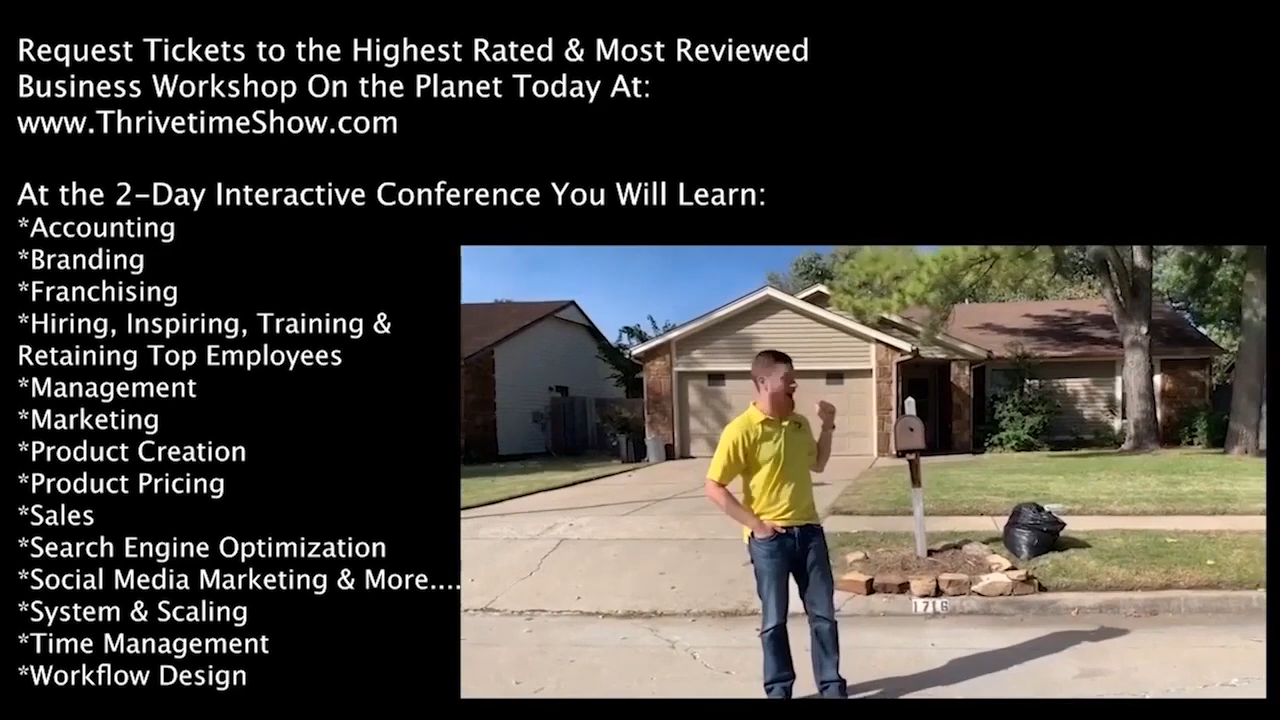 Request Tickets to the Highest Rated & Most Reviewed
Business Workshop On the Planet Today At:
www.ThrivetimeShow.com
At the 2-Day Interactive Conference You Will Learn:
*Accounting
*Branding
*Franchising
*Hiring, Inspiring, Training &
Retaining Top Employees
*Management
*Marketing
*Product Creation
*Product Pricing
*Sales
*Search Engine Optimization
*Social Media Marketing & More....
*System & Scaling
*Time Management
*Workflow Design
1716